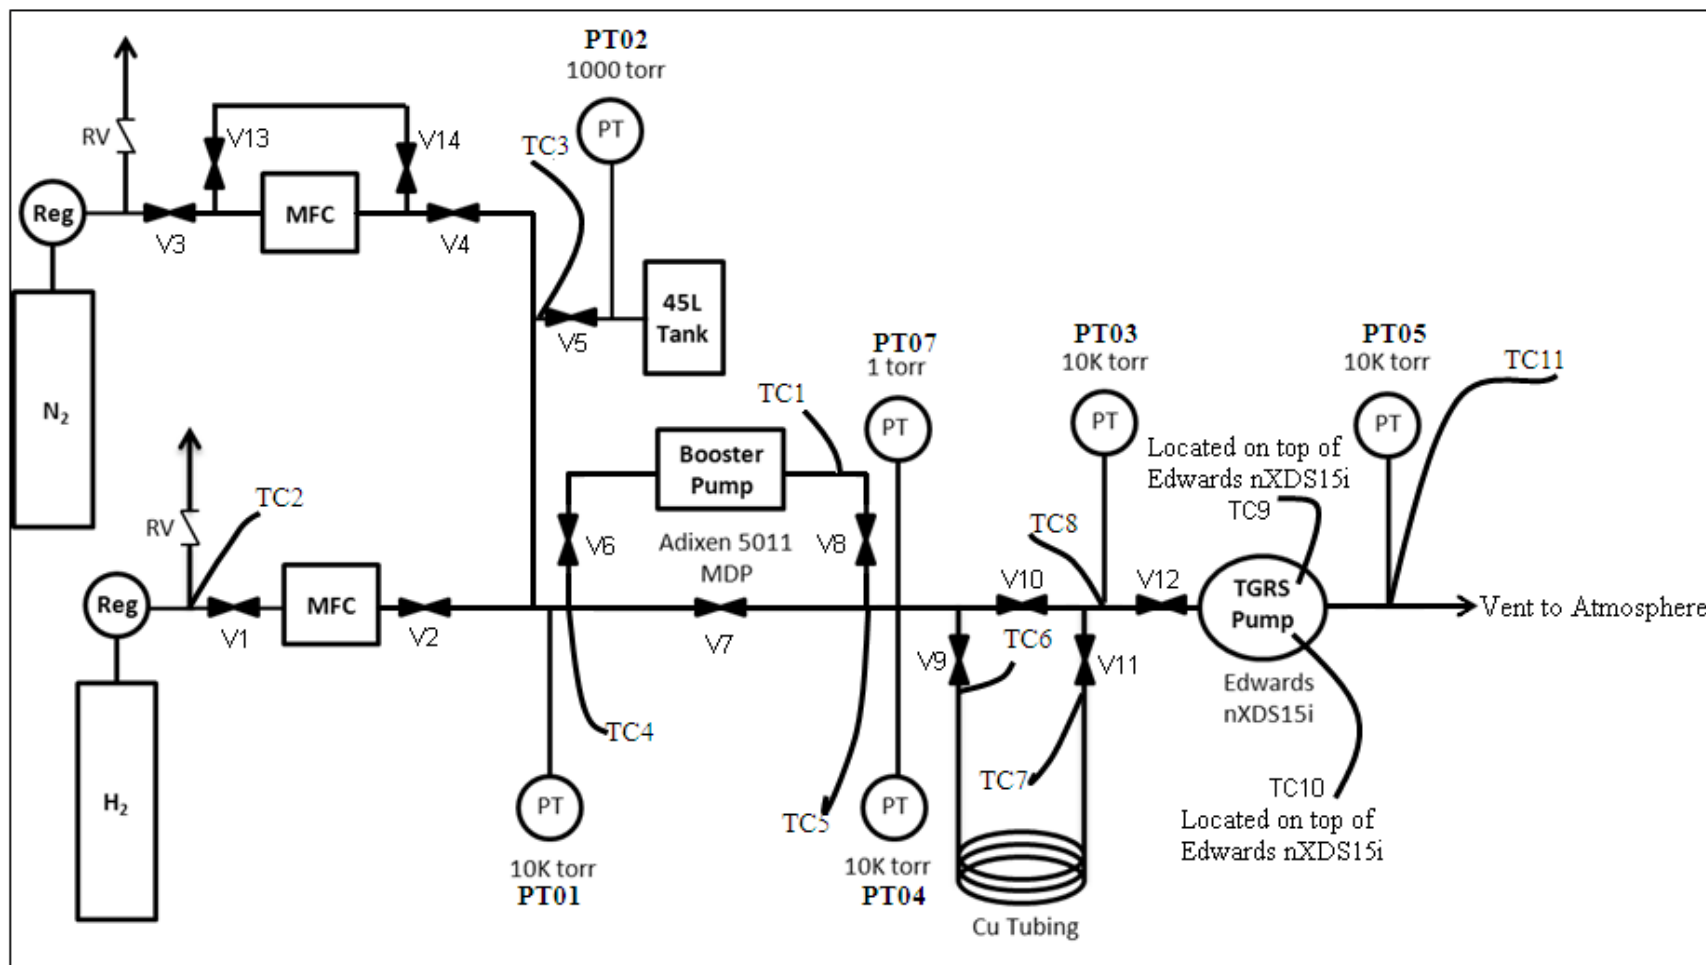 PT02
1000 torr
PT
RV
V13
V14
TC3
Reg
MFC
V3
V4
45L
Tank
V5
N₂
PT07
1 torr
PT
PT03
10K torr
PT
PT05
10K torr
PT
TC11
TC1
Booster
Pump
Adixen 5011
MDP
V6
V8
Located on top of
Edwards nXDS15i
TC9
TC2
RV
TC8
Reg
MFC
V1
V2
V7
V10
V12
TGRS
Pump
Vent to Atmosphere
Edwards
nXDS15i
V9
TC6
V11
TC4
TC7
TC5
H₂
PT
10K torr
PT01
PT
10K torr
PT04
Cu Tubing
TC10
Located on top of
Edwards nXDS15i